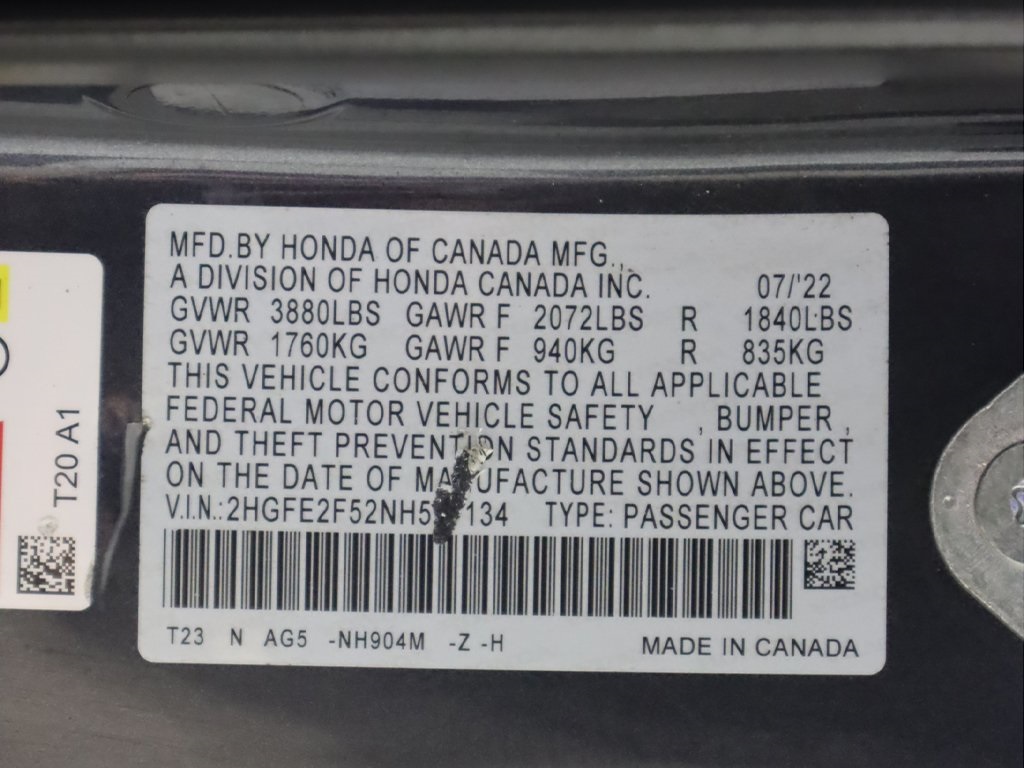 MFD.BY HONDA OF CANADA MFG.,
A DIVISION OF HONDA CANADA INC. 07/'22
GVWR 3880LBS GAWR F 2072LBS R 1840LBS
GVWR 1760KG GAWR F 940KG R 835KG
THIS VEHICLE CONFORMS TO ALL APPLICABLE
FEDERAL MOTOR VEHICLE SAFETY , BUMPER ,
AND THEFT PREVENTION STANDARDS IN EFFECT
ON THE DATE OF MANUFACTURE SHOWN ABOVE.
V.I.N.: TYPE: PASSENGER CAR
T23 N AG5 -NH904M -Z -H MADE IN CANADA
T20 A1